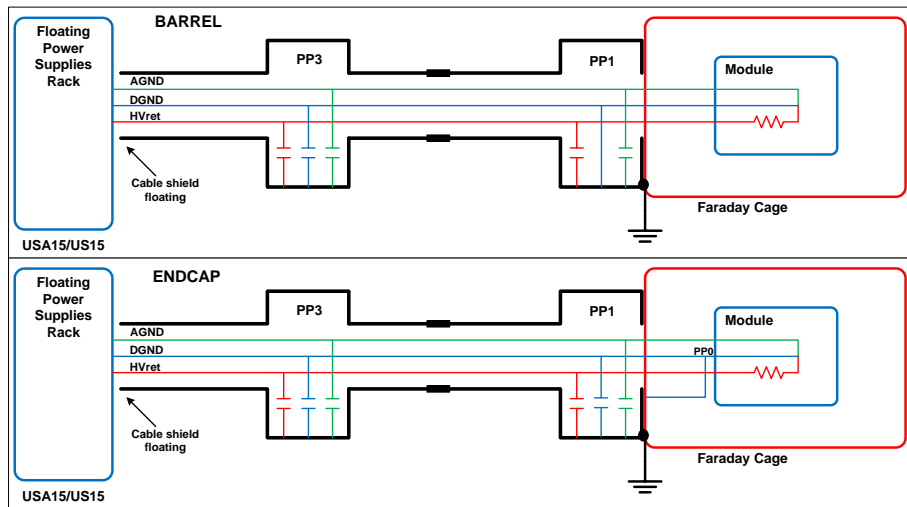 BARREL
Floating
Power
Supplies
Rack
PP3
PP1
Module
AGND
DGND
HVret
Cable shield
floating
Faraday Cage
USA15/US15
ENDCAP
Floating
Power
Supplies
Rack
PP3
PP1
Module
AGND
DGND
PP0
HVret
Cable shield
floating
Faraday Cage
USA15/US15